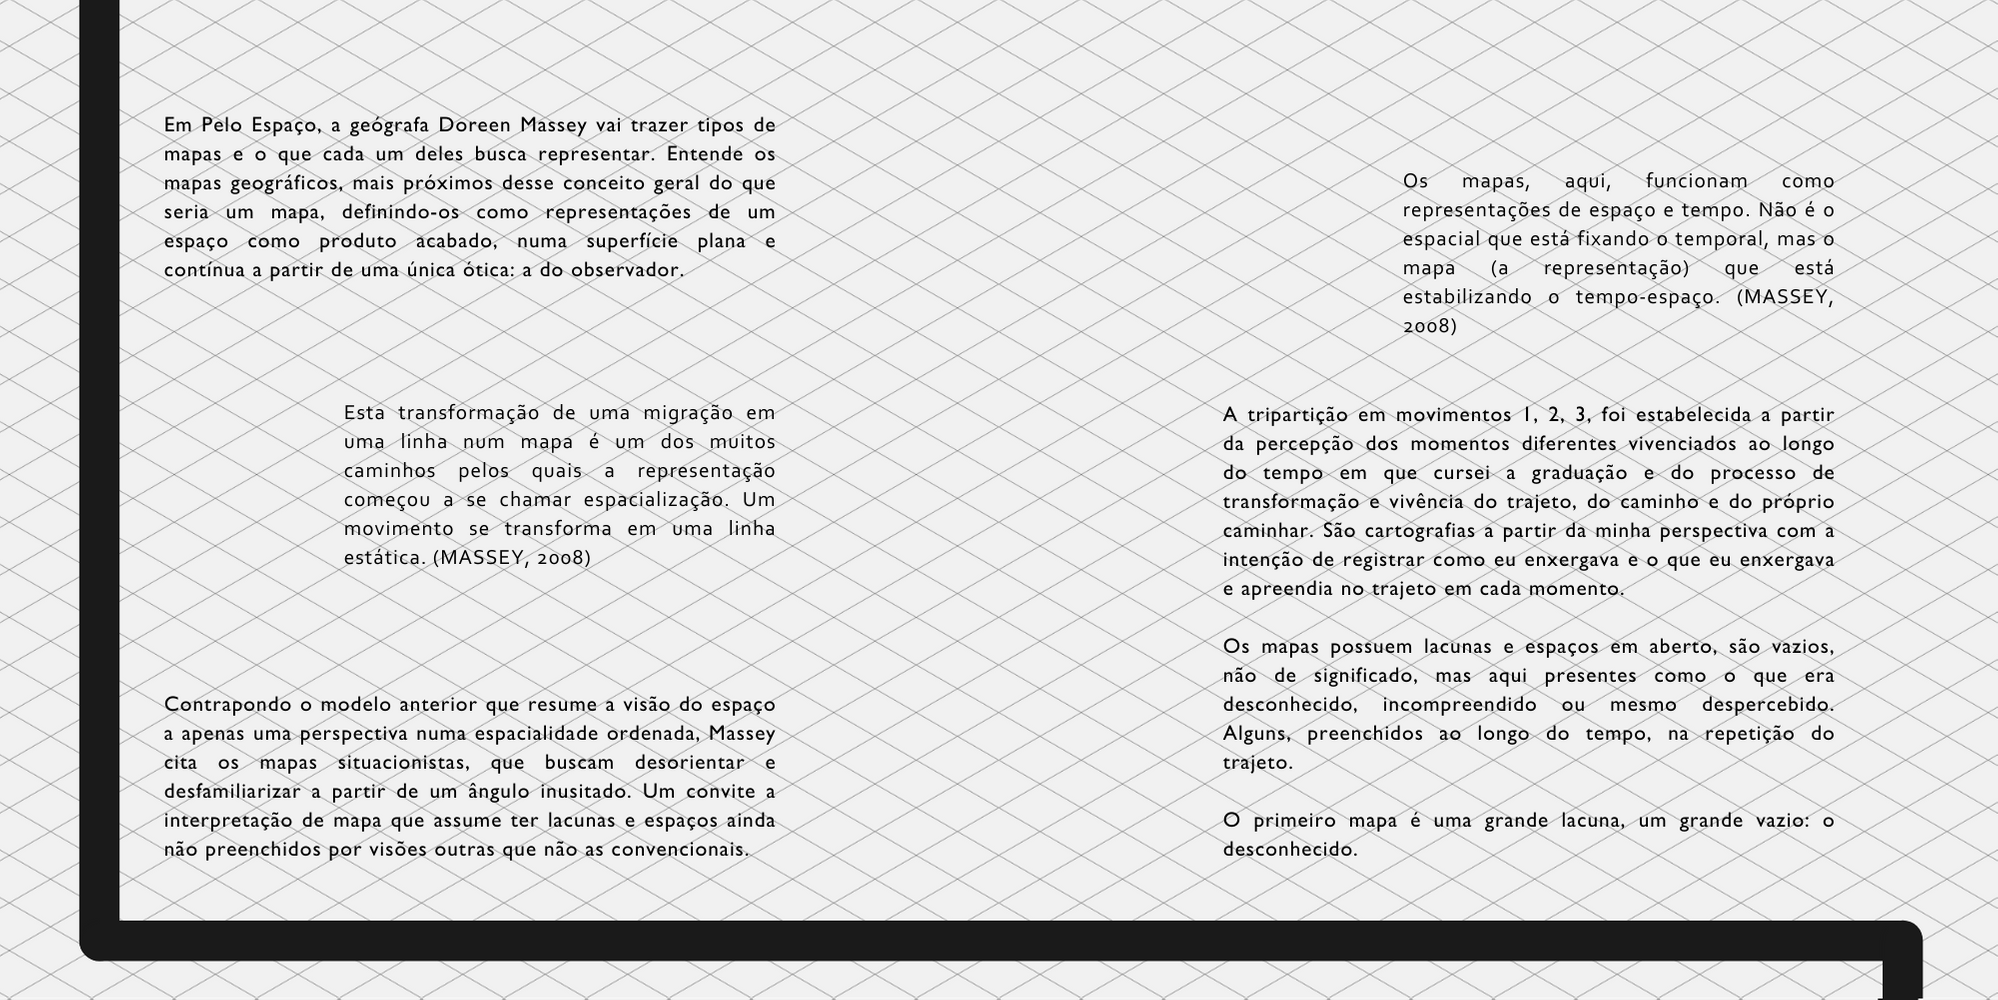 Em Pelo Espaço, a geógrafa Doreen Massey vai trazer tipos de
mapas e o que cada um deles busca representar. Entende os
mapas geográficos, mais próximos desse conceito geral do que
seria um mapa, definindo-os como representações de um
espaço como produto acabado, numa superfície plana e
contínua a partir de uma única ótica: a do observador.
Esta transformação de uma migração em
uma linha num mapa é um dos muitos
caminhos pelos quais a representação
começou a se chamar espacialização. Um
movimento se transforma em uma linha
estática. (MASSEY, 2008)
Contrapondo o modelo anterior que resume a visão do espaço
a apenas uma perspectiva numa espacialidade ordenada, Massey
cita os mapas situacionistas, que buscam desorientar e
desfamiliarizar a partir de um ângulo inusitado. Um convite a
interpretação de mapa que assume ter lacunas e espaços ainda
não preenchidos por visões outras que não as convencionais.
Os mapas, aqui, funcionam como
representações de espaço e tempo. Não é o
espacial que está fixando o temporal, mas o
mapa (a representação) que está
estabilizando o tempo-espaço. (MASSEY,
2008)
A tripartição em movimentos 1, 2, 3, foi estabelecida a partir
da percepção dos momentos diferentes vivenciados ao longo
do tempo em que cursei a graduação e do processo de
transformação e vivência do trajeto, do caminho e do próprio
caminhar. São cartografias a partir da minha perspectiva com a
intenção de registrar como eu enxergava e o que eu enxergava
e apreendia no trajeto em cada momento.
Os mapas possuem lacunas e espaços em aberto, são vazios,
não de significado, mas aqui presentes como o que era
desconhecido, incompreendido ou mesmo despercebido.
Alguns, preenchidos ao longo do tempo, na repetição do
trajeto.
O primeiro mapa é uma grande lacuna, um grande vazio: o
desconhecido.